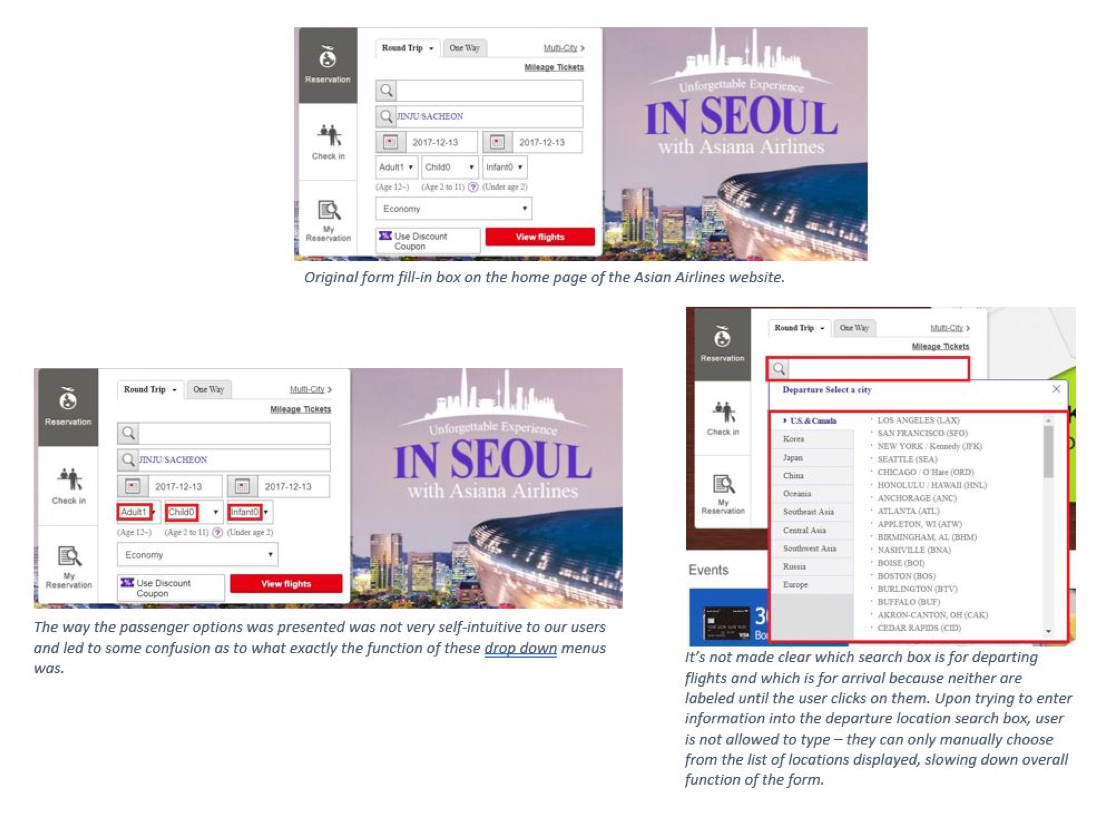 Reservation
Check in
My
Reservation
Round Trip
One Way
Multi-City >
Mileage Tickets
JINJU/SACHEON
2017-12-13
2017-12-13
Adult1
Child0
Infant0
(Age 12~)
(Age 2 to 11) ?
(Under age 2)
Economy
Use Discount
Coupon
View flights
Unforgettable Experience
IN SEOUL
with Asiana Airlines
Original form fill-in box on the home page of the Asian Airlines website.
Reservation
Check in
My
Reservation
Round Trip
One Way
Multi-City >
Mileage Tickets
JINJU/SACHEON
2017-12-13
2017-12-13
Adult1
Child0
Infant0
(Age 12~)
(Age 2 to 11) ?
(Under age 2)
Economy
Use Discount
Coupon
View flights
Unforgettable Experience
IN SEOUL
with Asiana Airlines
The way the passenger options was presented was not very self-intuitive to our users
and led to some confusion as to what exactly the function of these drop down menus
was.
Reservation
Check in
My
Reservation
Round Trip
One Way
Multi-City >
Mileage Tickets
Departure Select a city
U.S. & Canada
Korea
Japan
China
Oceania
Southeast Asia
Central Asia
Southwest Asia
Russia
Europe
LOS ANGELES (LAX)
SAN FRANCISCO (SFO)
NEW YORK / Kennedy (JFK)
SEATTLE (SEA)
CHICAGO / O'Hare (ORD)
HONOLULU / HAWAII (HNL)
ANCHORAGE (ANC)
ATLANTA (ATL)
APPLETON, WI (ATW)
BIRMINGHAM, AL (BHM)
NASHVILLE (BNA)
BOISE (BOI)
BOSTON (BOS)
BURLINGTON (BTV)
BUFFALO (BUF)
AKRON-CANTON, OH (CAK)
CEDAR RAPIDS (CID)
Events
It's not made clear which search box is for departing
flights and which is for arrival because neither are
labeled until the user clicks on them. Upon trying to enter
information into the departure location search box, user
is not allowed to type – they can only manually choose
from the list of locations displayed, slowing down overall
function of the form.